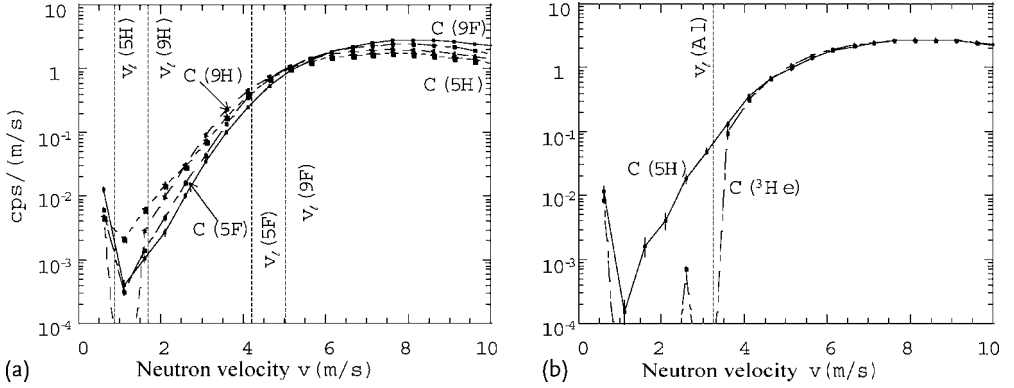 10
1
10⁻¹
10⁻²
10⁻³
10⁻⁴
cps/(m/s)
v𝓁(5H)
v𝓁(9H)
C(9H)
C(9F)
C(5H)
C(5F)
v𝓁(5F)
v𝓁(9F)
0 2 4 6 8 10
Neutron velocity v(m/s)
(a)
10
1
10⁻¹
10⁻²
10⁻³
10⁻⁴
v𝓁(Al)
C(5H)
C(³He)
0 2 4 6 8 10
Neutron velocity v(m/s)
(b)